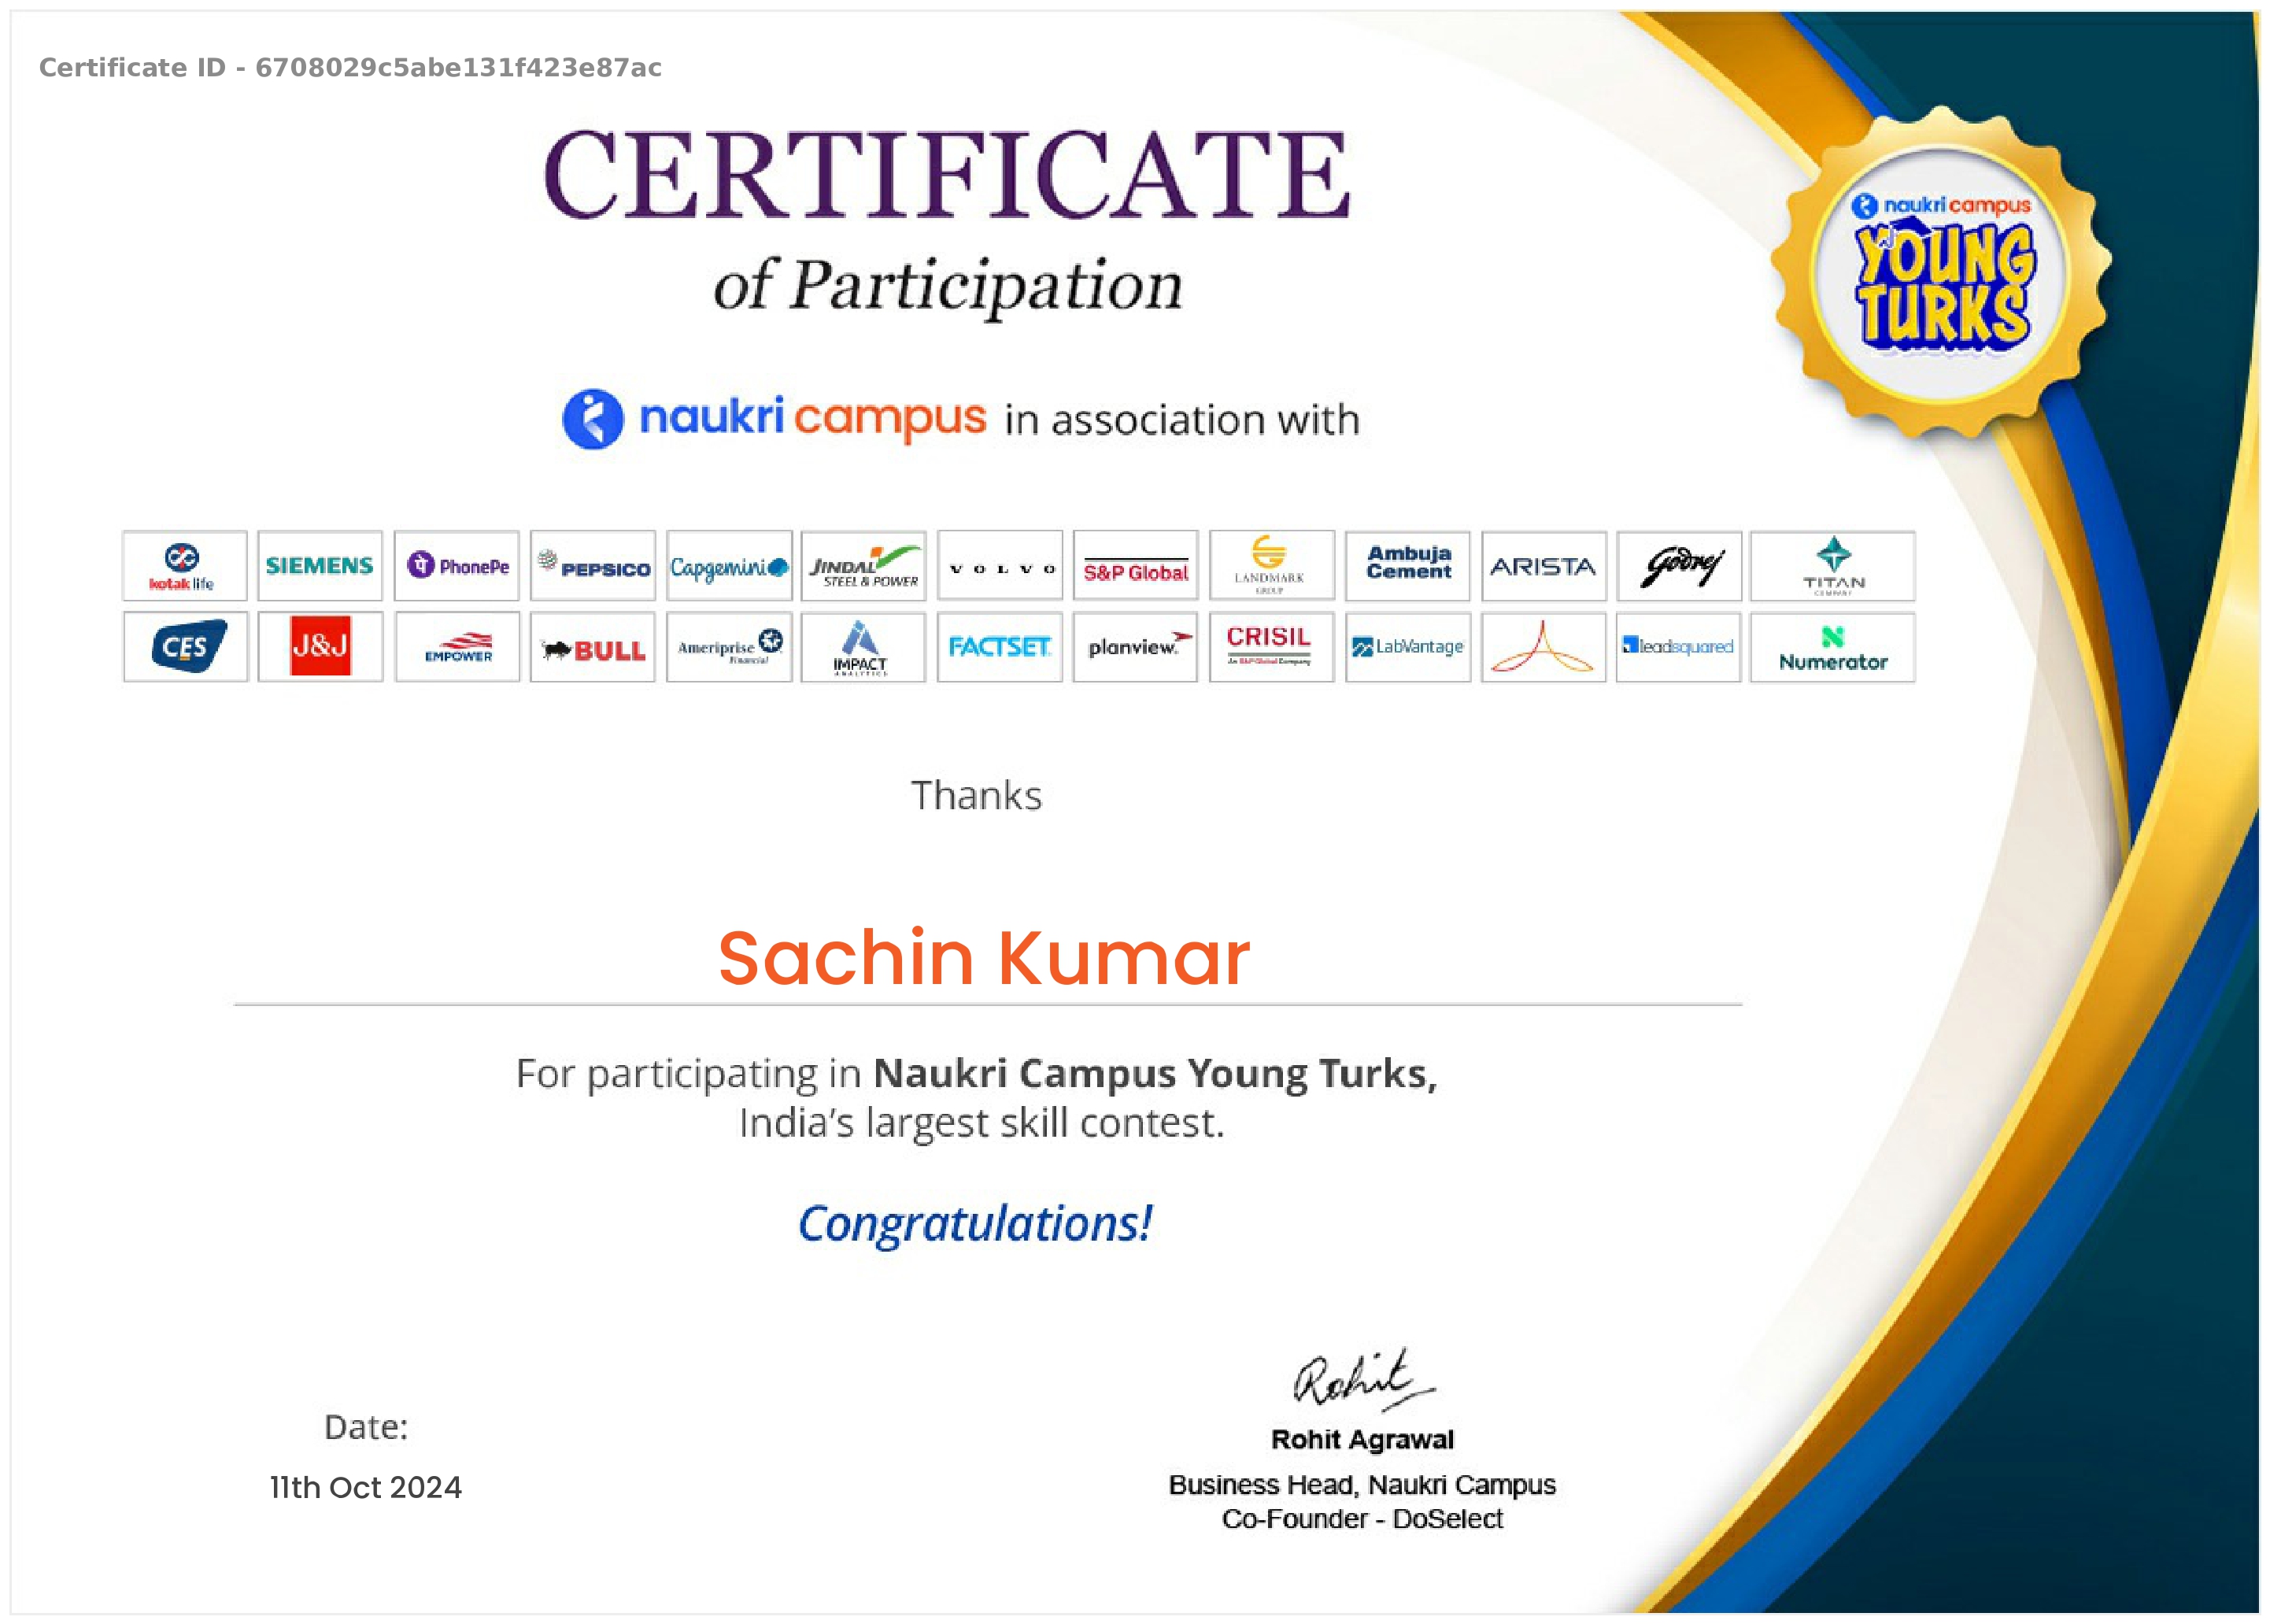 Certificate ID - 6708029c5abe131f423e87ac
CERTIFICATE
of Participation
naukri campus
YOUNG
TURKS
naukri campus in association with
kotak life SIEMENS PhonePe PEPSICO Capgemini JINDAL STEEL & POWER VOLVO S&P Global LANDMARK GROUP Ambuja Cement ARISTA Godrej TITAN COMPANY
CES J&J EMPOWER BULL Ameriprise Financial IMPACT ANALYTICS FACTSET planview. CRISIL An S&P Global Company LabVantage leadsquared Numerator
Thanks
Sachin Kumar
For participating in Naukri Campus Young Turks,
India's largest skill contest.
Congratulations!
Rohit
Date:
Rohit Agrawal
11th Oct 2024
Business Head, Naukri Campus
Co-Founder - DoSelect